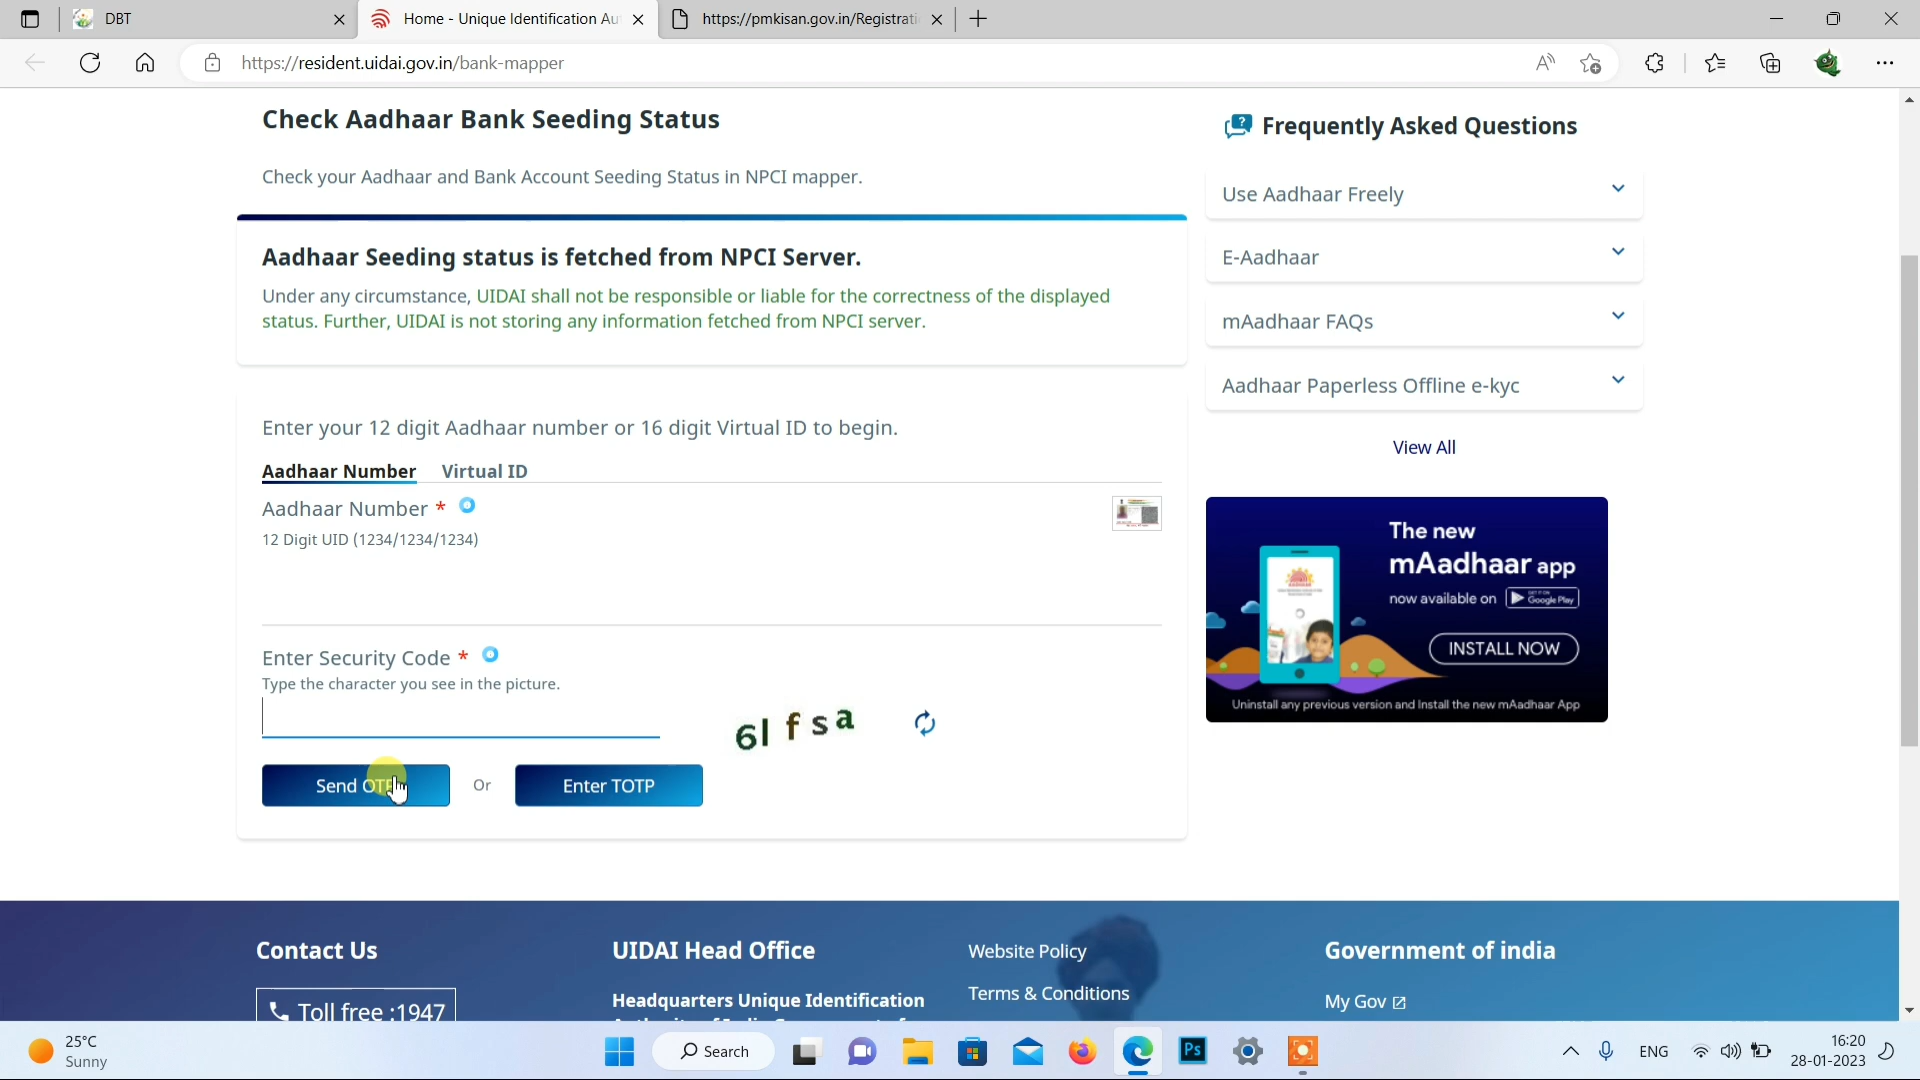 DBT
Home - Unique Identification Au
https://pmkisan.gov.in/Registrati
https://resident.uidai.gov.in/bank-mapper
Check Aadhaar Bank Seeding Status
Check your Aadhaar and Bank Account Seeding Status in NPCI mapper.
Aadhaar Seeding status is fetched from NPCI Server.
Under any circumstance, UIDAI shall not be responsible or liable for the correctness of the displayed
status. Further, UIDAI is not storing any information fetched from NPCI server.
Enter your 12 digit Aadhaar number or 16 digit Virtual ID to begin.
Aadhaar Number Virtual ID
Aadhaar Number *
12 Digit UID (1234/1234/1234)
Enter Security Code *
Type the character you see in the picture.
6l f s a
Send OTP Or Enter TOTP
Frequently Asked Questions
Use Aadhaar Freely
E-Aadhaar
mAadhaar FAQs
Aadhaar Paperless Offline e-kyc
View All
The new
mAadhaar app
now available on GET IT ON Google Play
INSTALL NOW
Uninstall any previous version and Install the new mAadhaar App
Contact Us
Toll free :1947
UIDAI Head Office
Headquarters Unique Identification
Website Policy
Terms & Conditions
Government of india
My Gov
25°C
Sunny
Search
Ps
ENG
16:20
28-01-2023